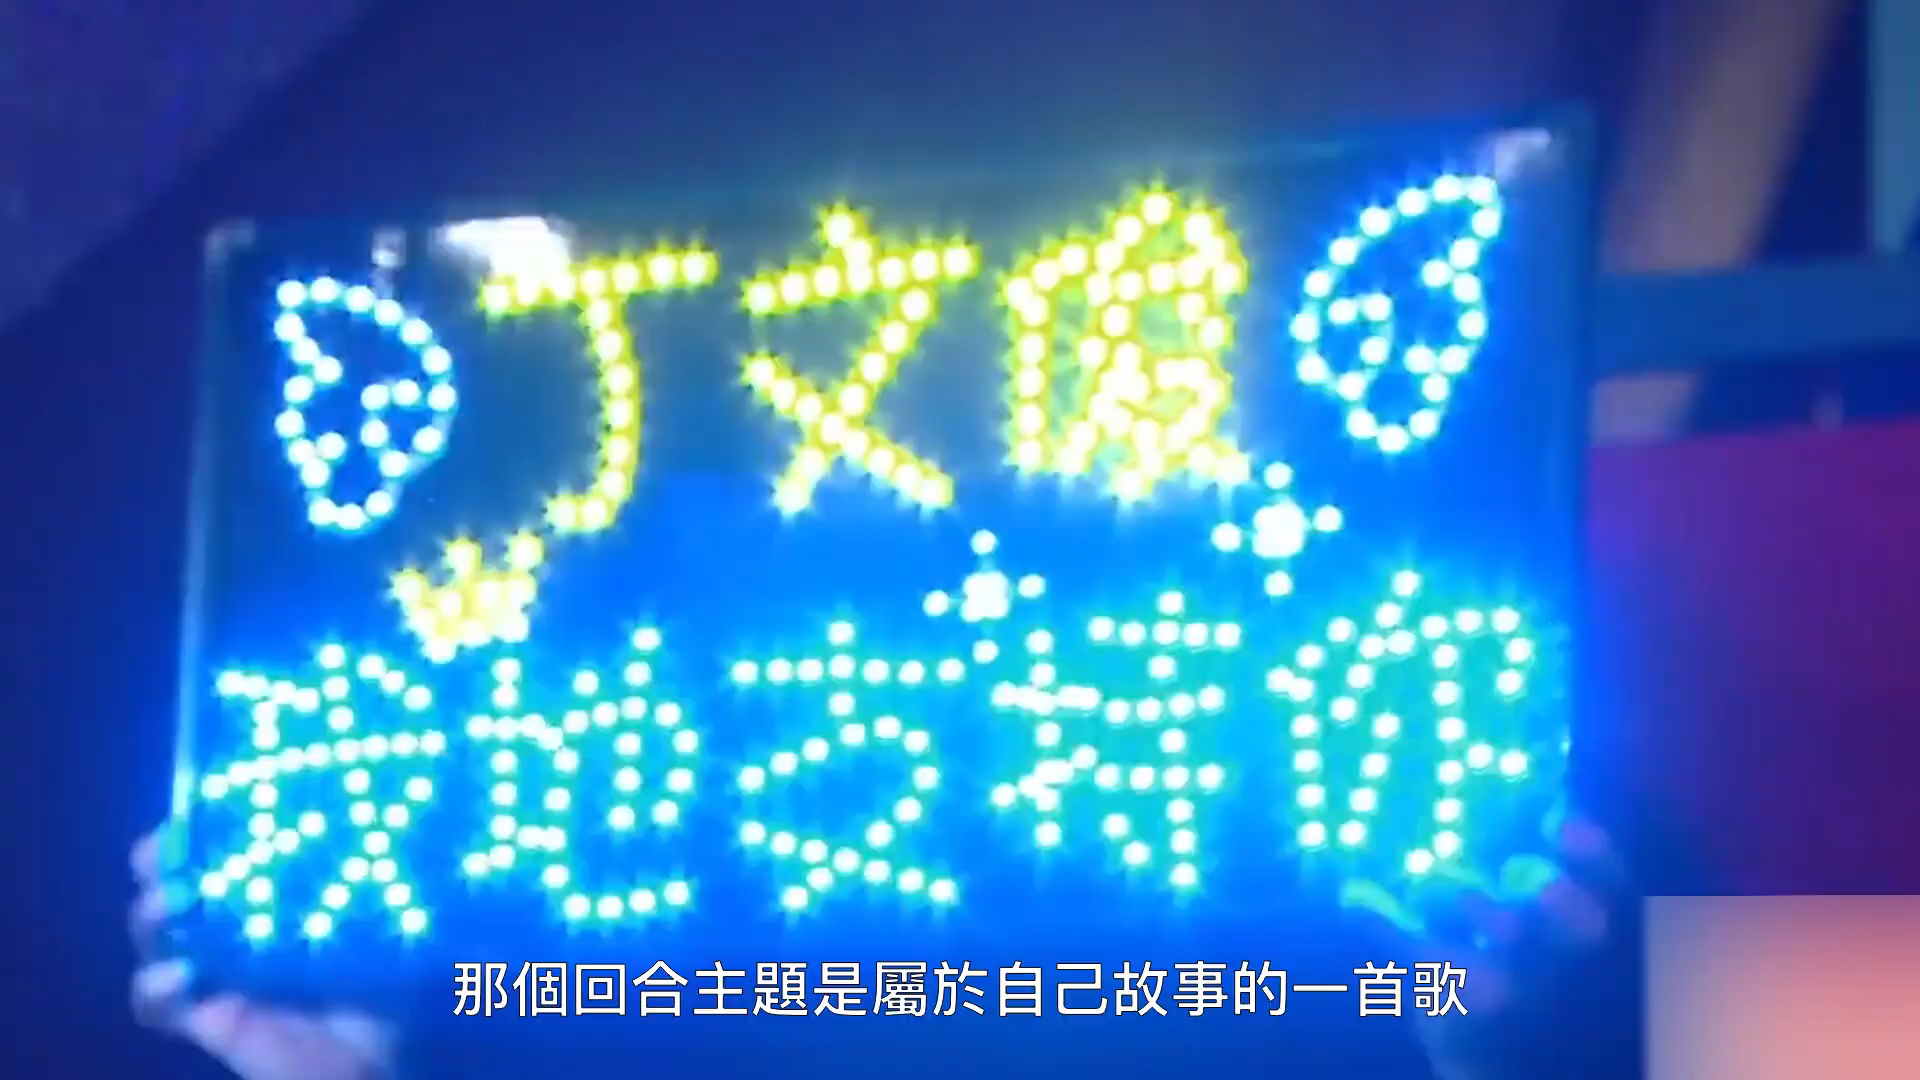 丁文
我地支持你
那個回合主題是屬於自己故事的一首歌